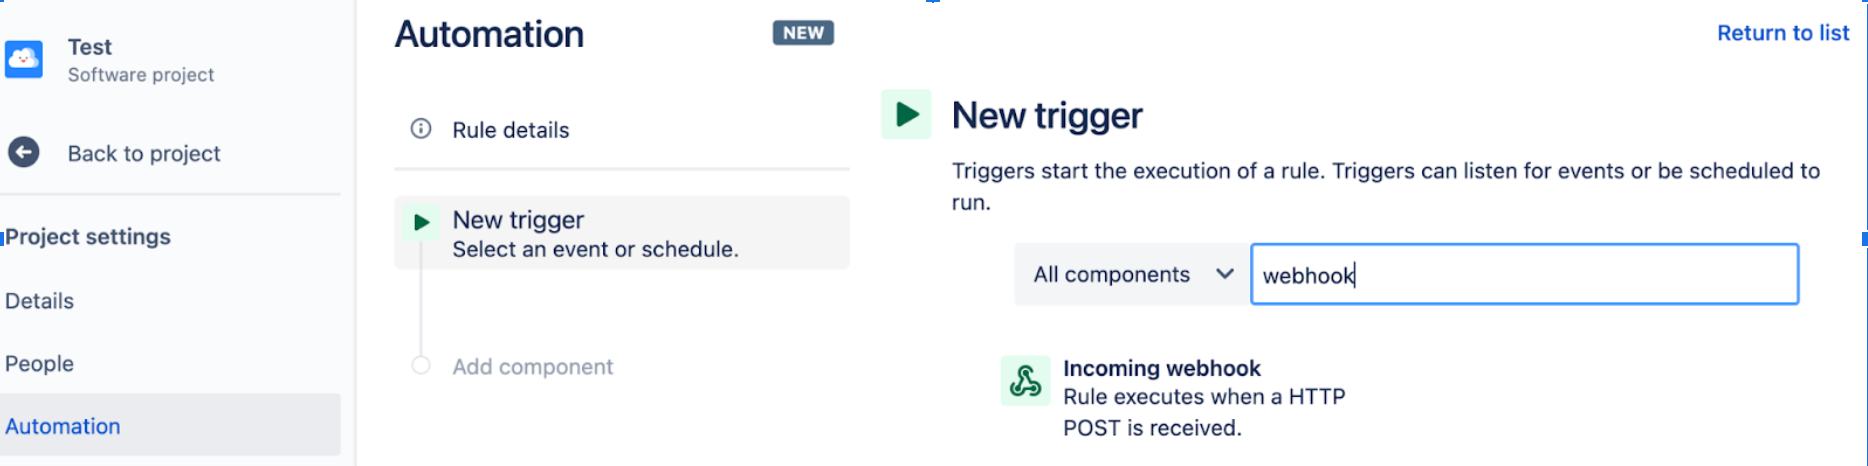 Test
Software project
Back to project
Project settings
Details
People
Automation
Automation
NEW
Rule details
New trigger
Select an event or schedule.
Add component
Return to list
New trigger
Triggers start the execution of a rule. Triggers can listen for events or be scheduled to
run.
All components
webhook
Incoming webhook
Rule executes when a HTTP
POST is received.